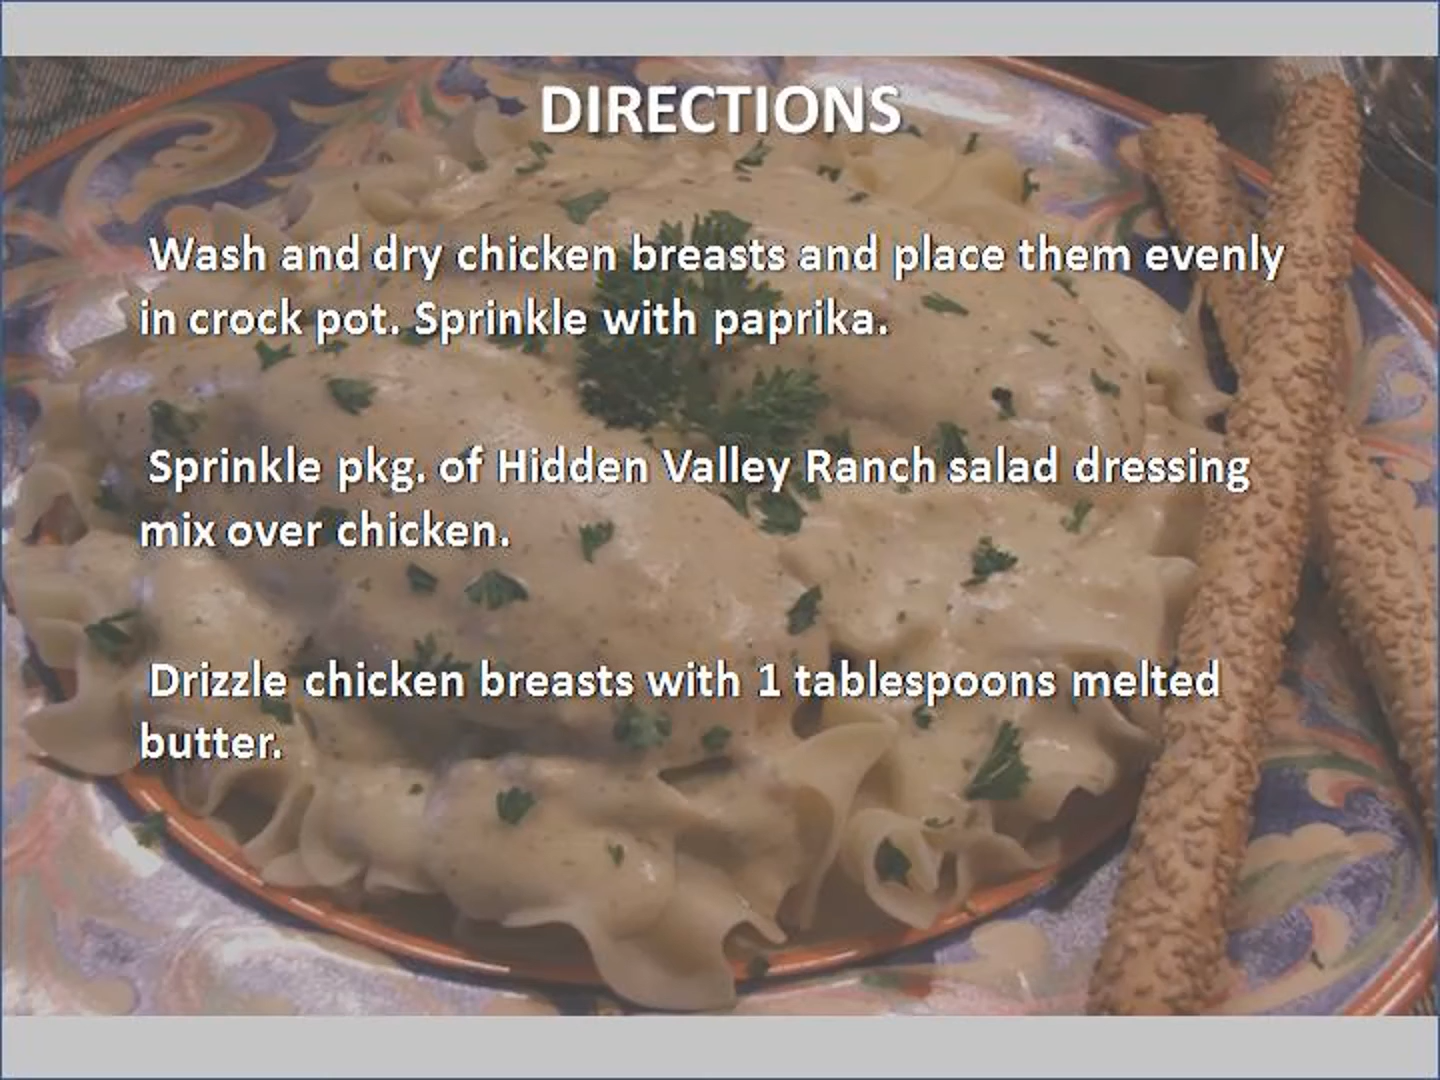 DIRECTIONS
Wash and dry chicken breasts and place them evenly
in crock pot. Sprinkle with paprika.
Sprinkle pkg. of Hidden Valley Ranch salad dressing
mix over chicken.
Drizzle chicken breasts with 1 tablespoons melted
butter.